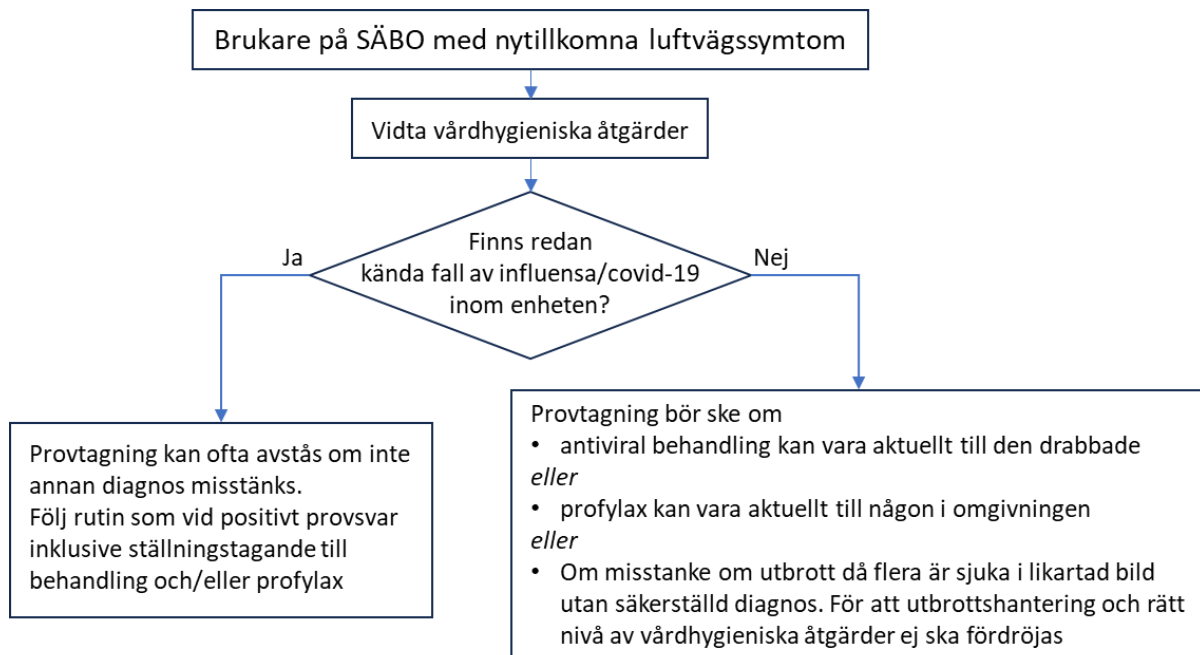 Brukare på SÄBO med nytillkomna luftvägssymtom
Vidta vårdhygieniska åtgärder
Finns redan
kända fall av influensa/covid-19
inom enheten?
Ja
Nej
Provtagning kan ofta avstås om inte
annan diagnos misstänks.
Följ rutin som vid positivt provsvar
inklusive ställningstagande till
behandling och/eller profylax
Provtagning bör ske om
• antiviral behandling kan vara aktuellt till den drabbade
eller
• profylax kan vara aktuellt till någon i omgivningen
eller
• Om misstanke om utbrott då flera är sjuka i likartad bild
utan säkerställd diagnos. För att utbrottshantering och rätt
nivå av vårdhygieniska åtgärder ej ska fördröjas